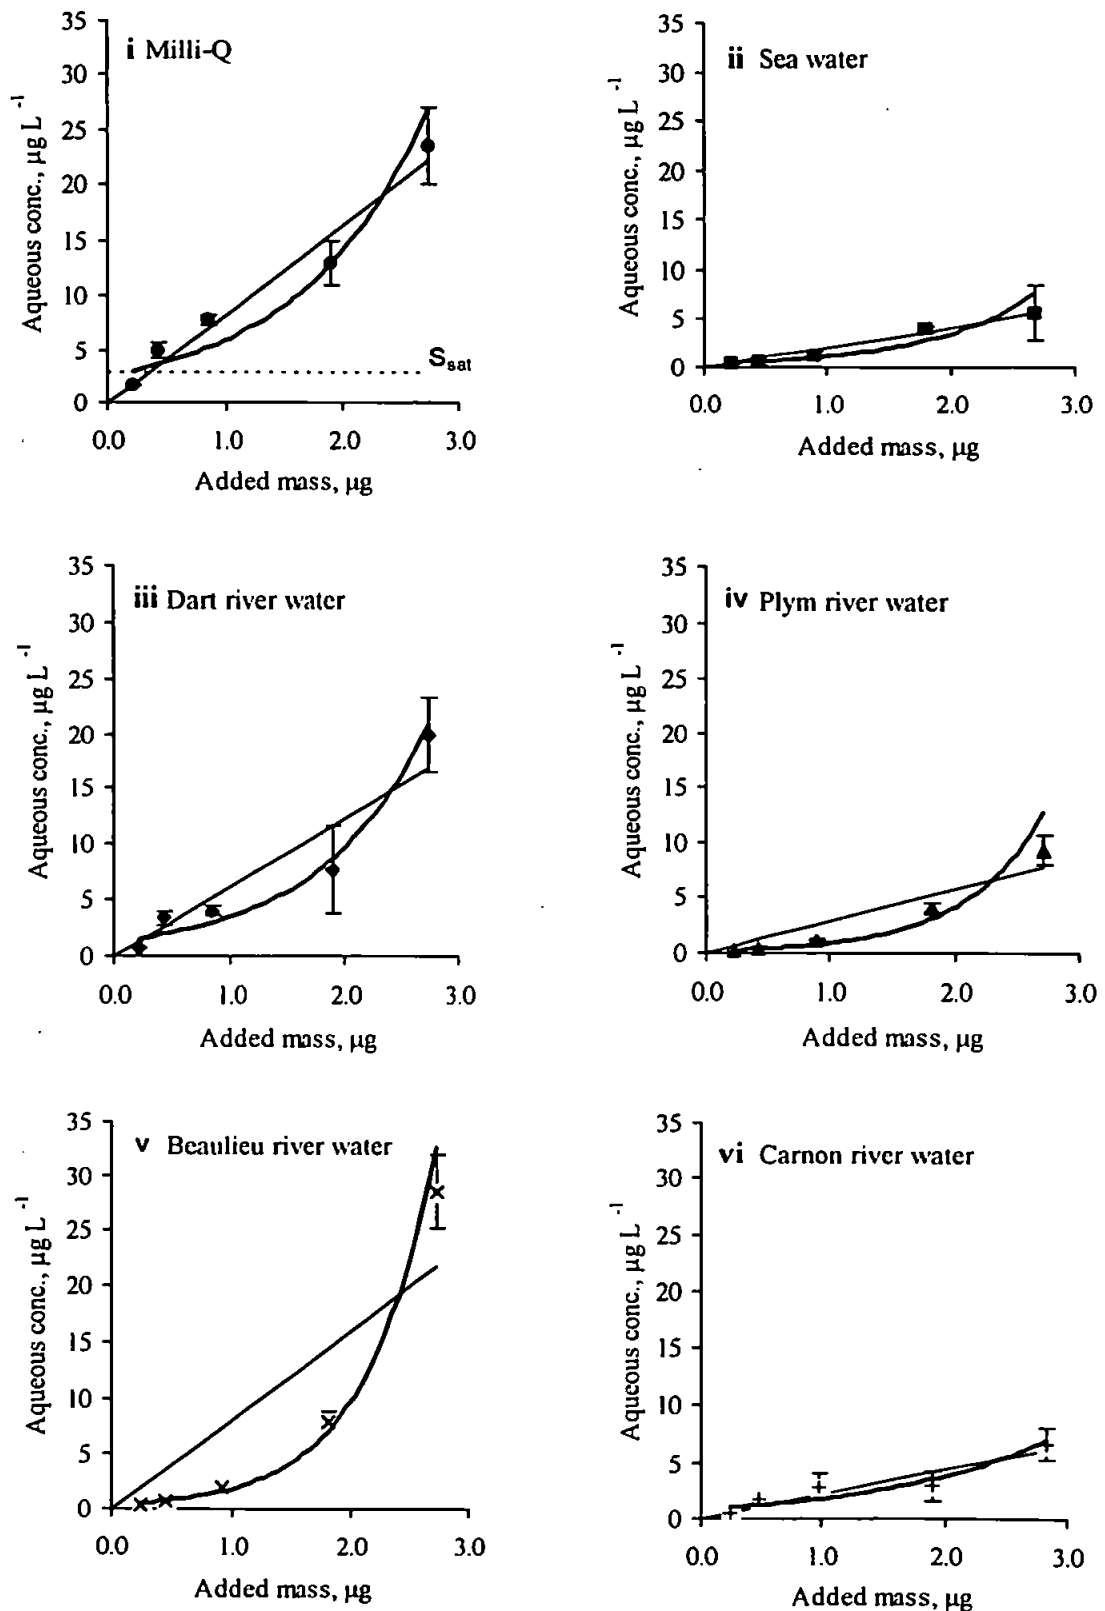 i Milli-Q
Aqueous conc., µg L⁻¹
35
30
25
20
15
10
5
0
S_sat
0.0 1.0 2.0 3.0
Added mass, µg
ii Sea water
Aqueous conc., µg L⁻¹
35
30
25
20
15
10
5
0
0.0 1.0 2.0 3.0
Added mass, µg
iii Dart river water
Aqueous conc., µg L⁻¹
35
30
25
20
15
10
5
0
0.0 1.0 2.0 3.0
Added mass, µg
iv Plym river water
Aqueous conc., µg L⁻¹
35
30
25
20
15
10
5
0
0.0 1.0 2.0 3.0
Added mass, µg
v Beaulieu river water
Aqueous conc., µg L⁻¹
35
30
25
20
15
10
5
0
0.0 1.0 2.0 3.0
Added mass, µg
vi Carnon river water
Aqueous conc., µg L⁻¹
35
30
25
20
15
10
5
0
0.0 1.0 2.0 3.0
Added mass, µg